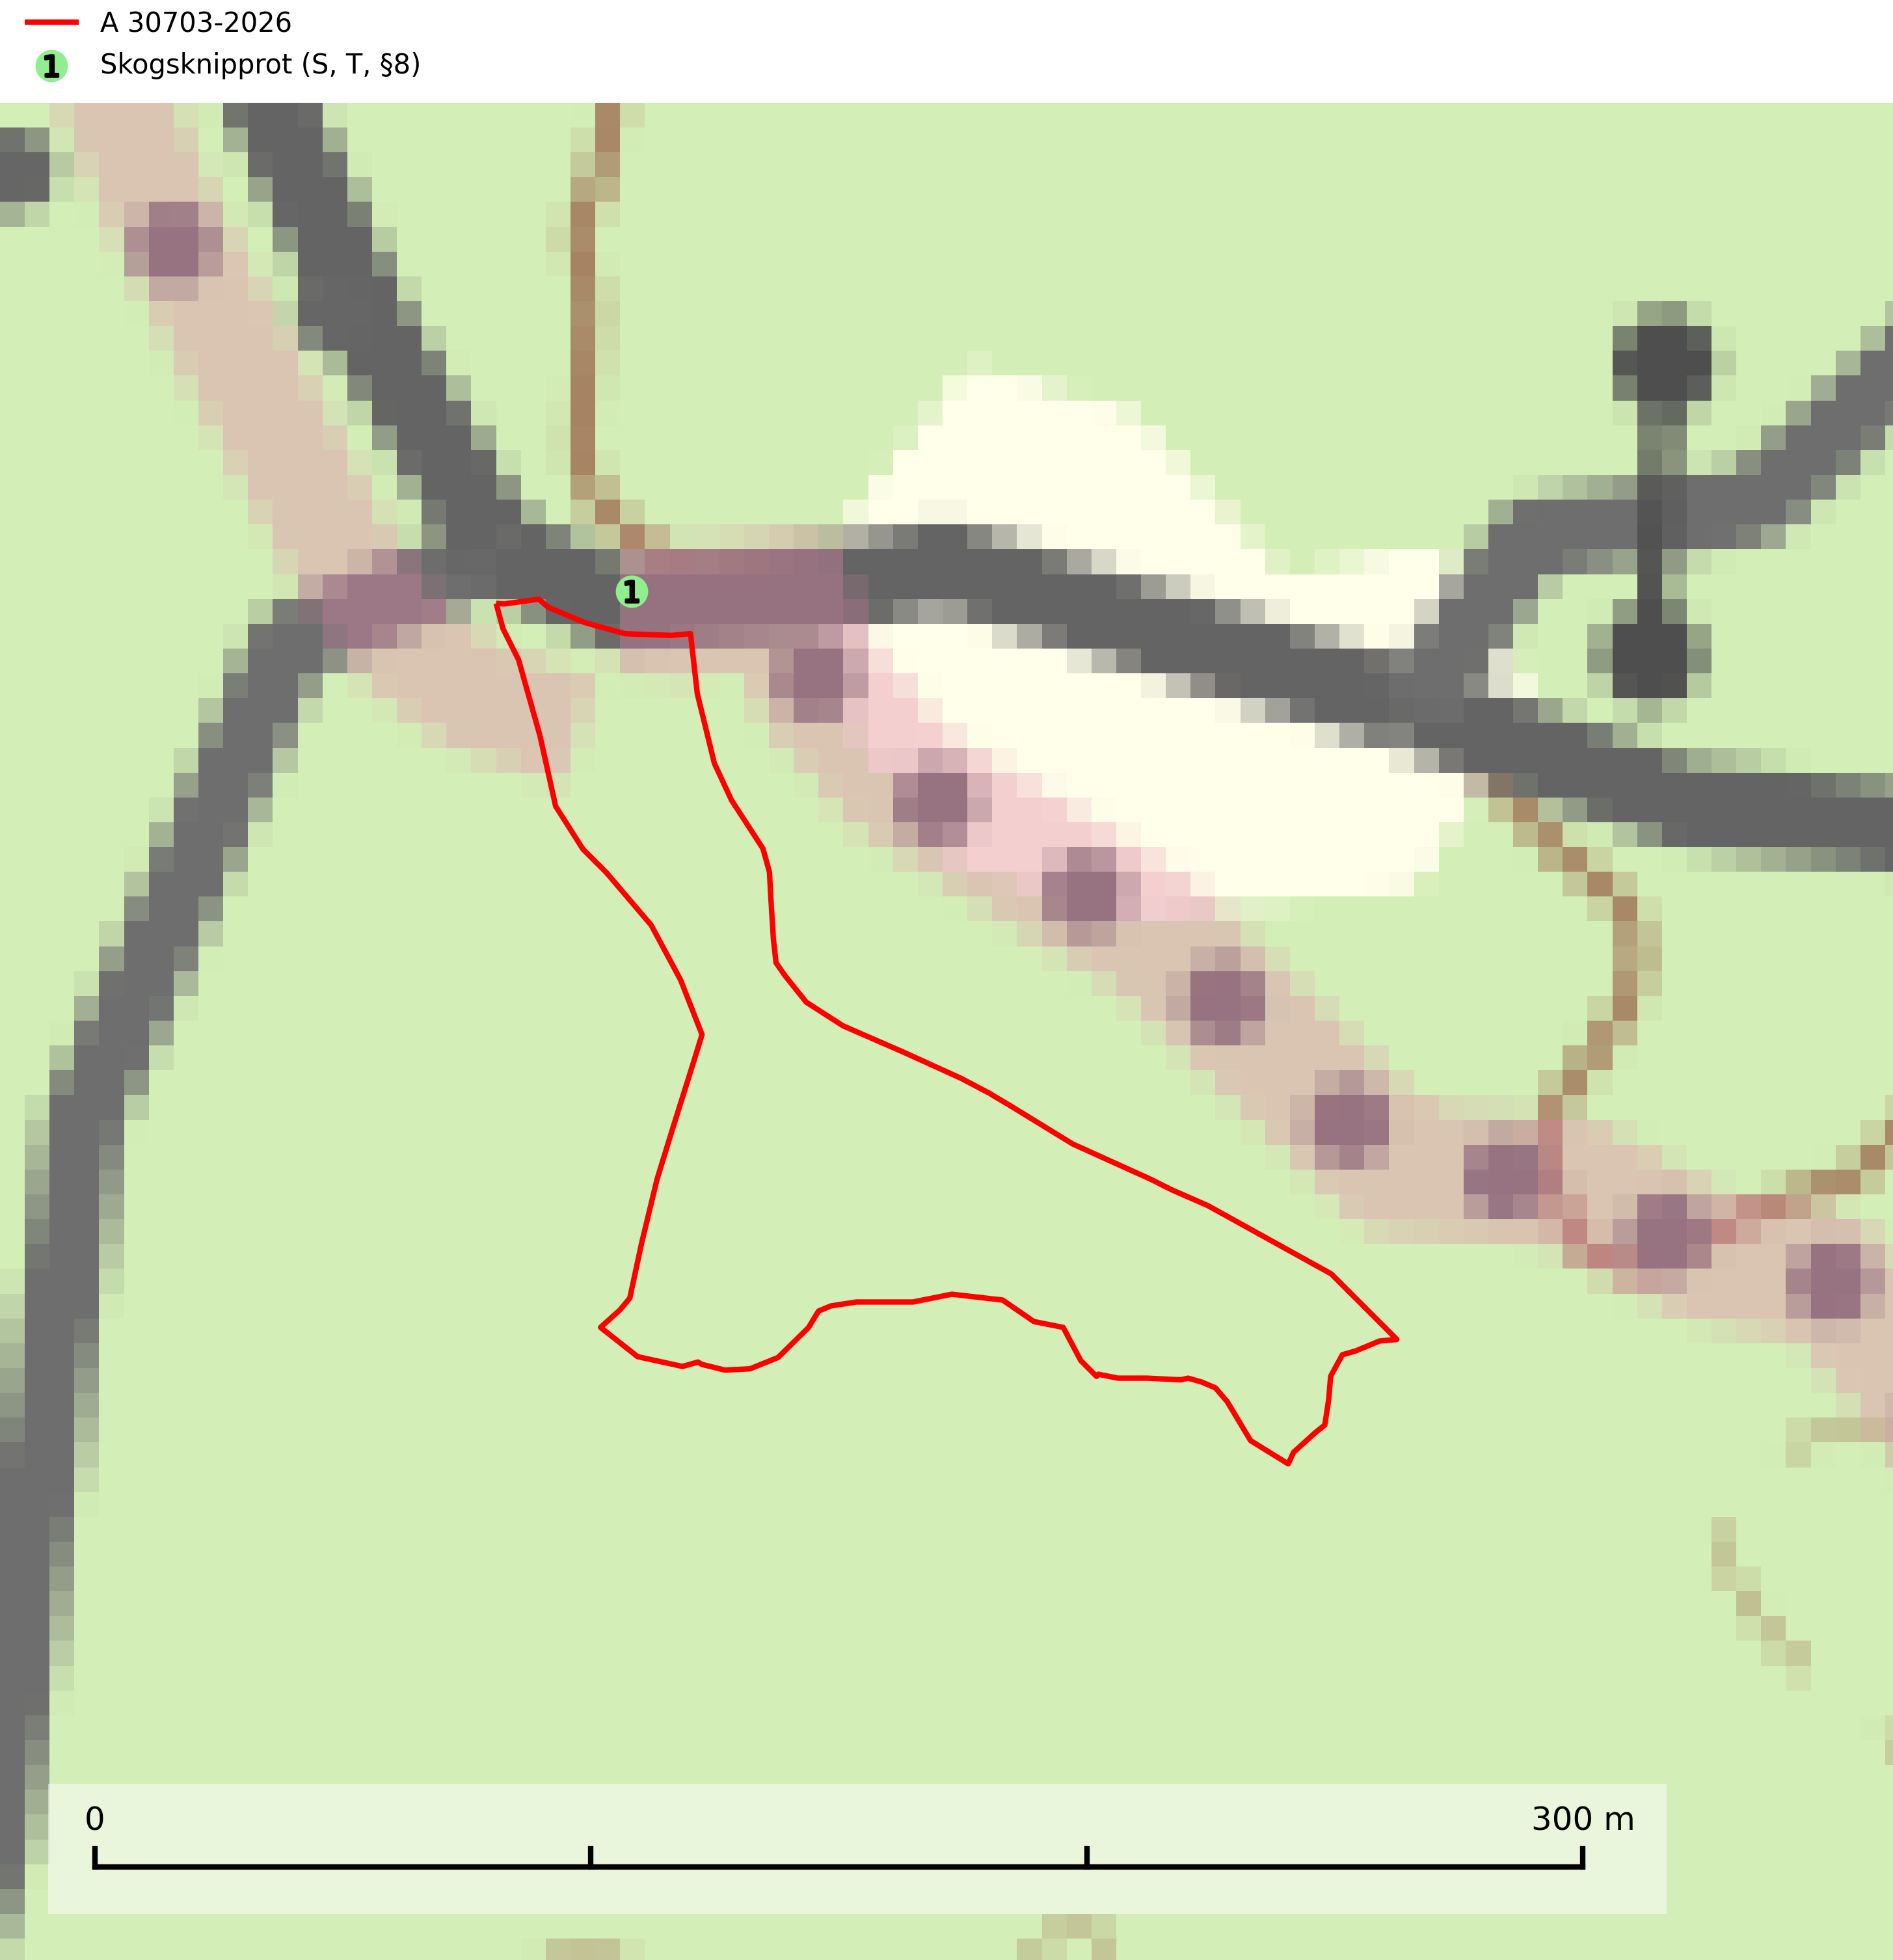 A 30703-2026
1 Skogsknipprot (S, T, §8)
1
0 300 m